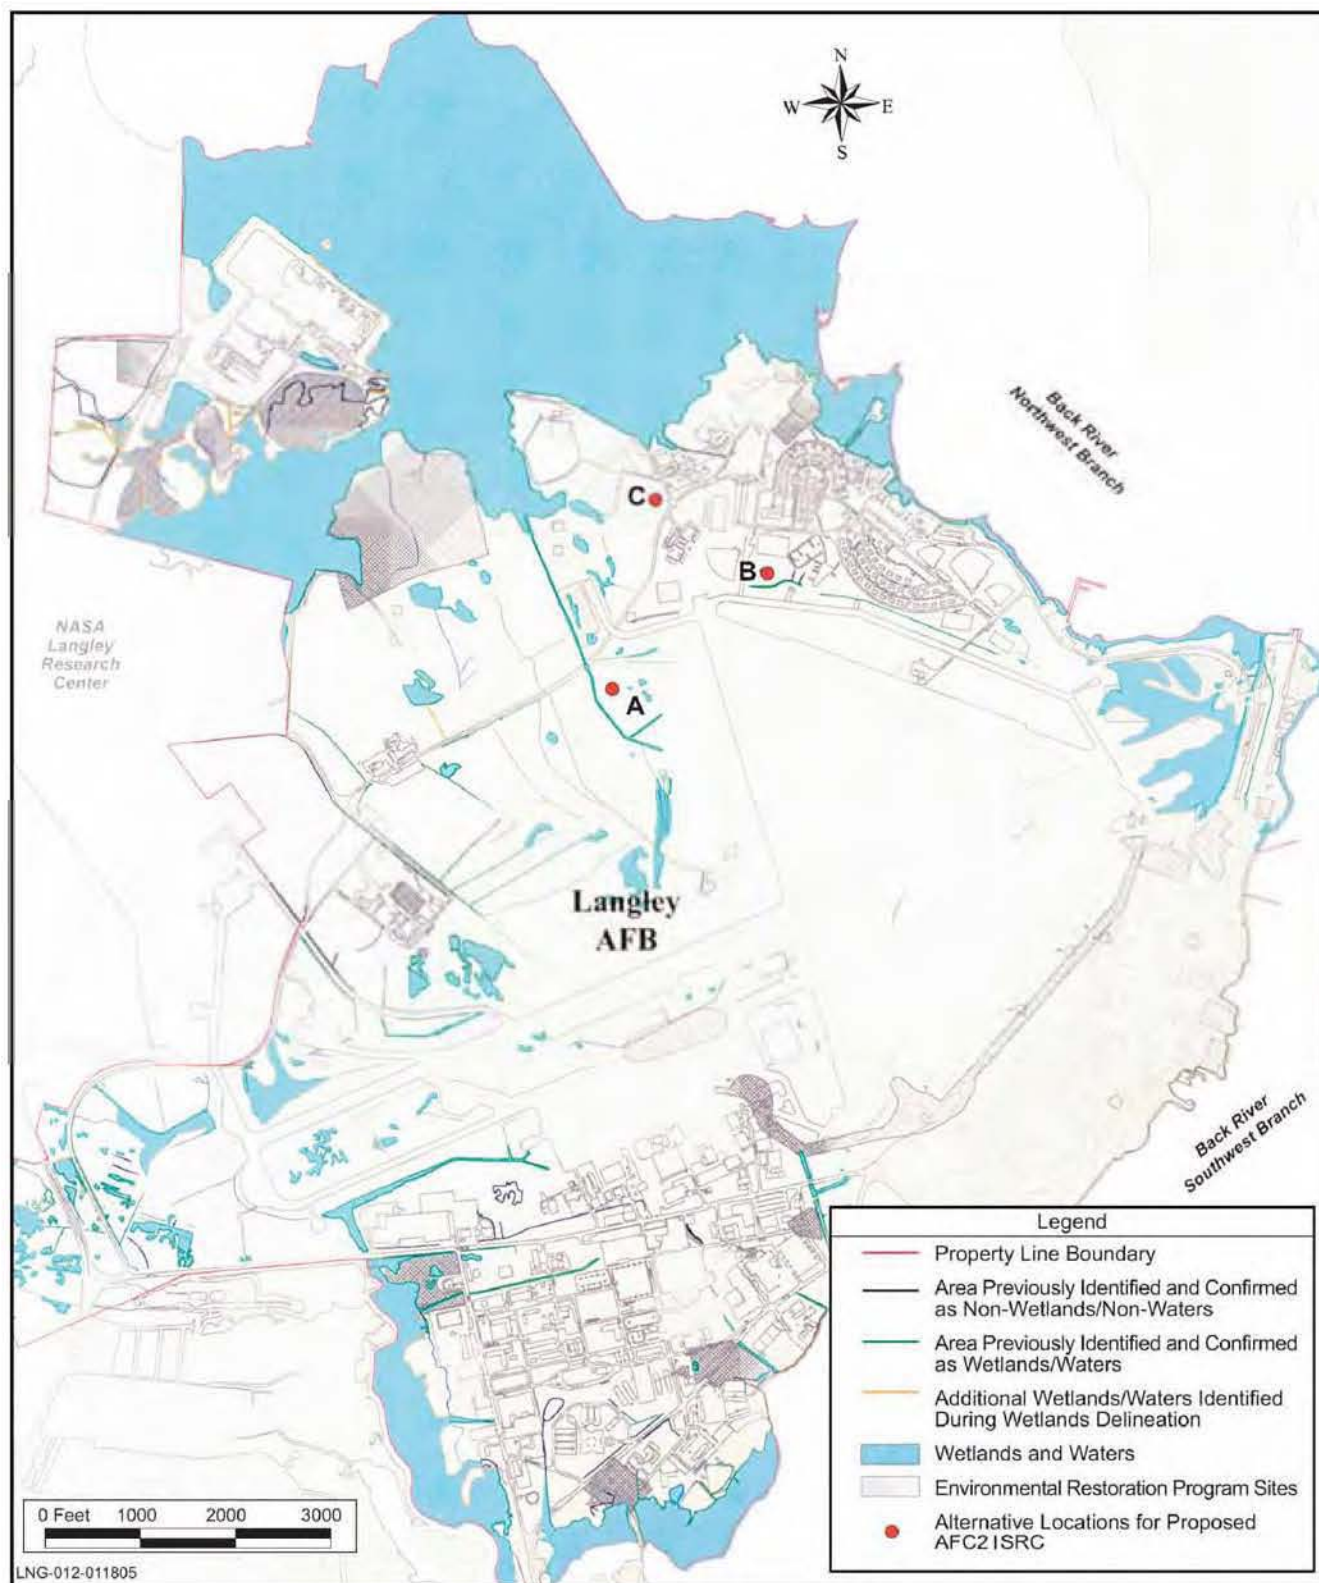 N
W E
S
Back River
Northwest Branch
C
B
NASA
Langley
Research
Center
A
Langley
AFB
Back River
Southwest Branch
Legend
Property Line Boundary
Area Previously Identified and Confirmed
as Non-Wetlands/Non-Waters
Area Previously Identified and Confirmed
as Wetlands/Waters
Additional Wetlands/Waters Identified
During Wetlands Delineation
Wetlands and Waters
Environmental Restoration Program Sites
Alternative Locations for Proposed
AFC2ISRC
0 Feet 1000 2000 3000
LNG-012-011805